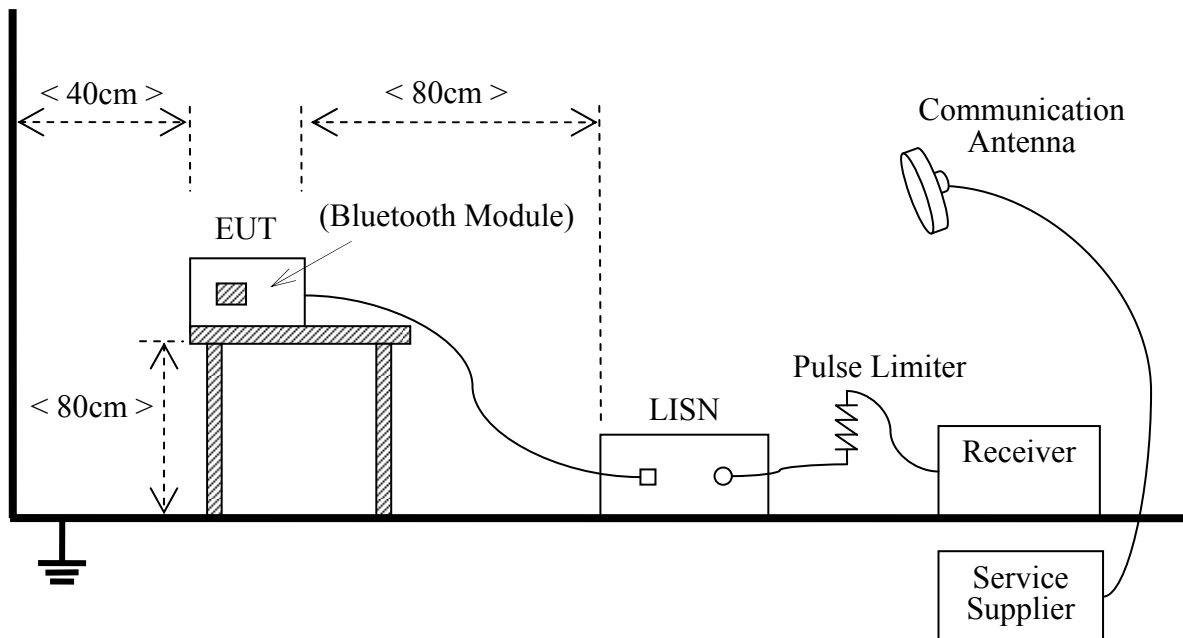 < 40cm >
< 80cm >
Communication
Antenna
(Bluetooth Module)
EUT
Pulse Limiter
< 80cm >
LISN
Receiver
Service
Supplier